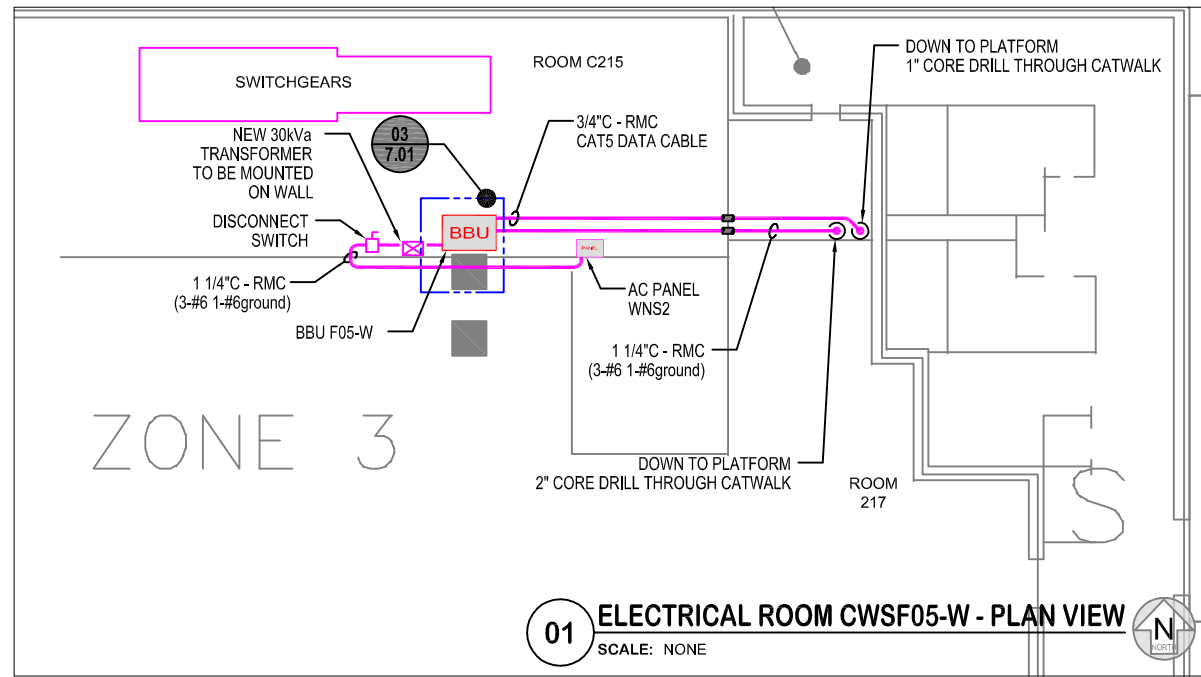 SWITCHGEARS
ROOM C215
DOWN TO PLATFORM
1" CORE DRILL THROUGH CATWALK
NEW 30kVa
TRANSFORMER
TO BE MOUNTED
ON WALL
03
7.01
3/4"C - RMC
CAT5 DATA CABLE
DISCONNECT
SWITCH
BBU
PANEL
1 1/4"C - RMC
(3-#6 1-#6ground)
BBU F05-W
AC PANEL
WNS2
1 1/4"C - RMC
(3-#6 1-#6ground)
ZONE 3
DOWN TO PLATFORM
2" CORE DRILL THROUGH CATWALK
ROOM
217
S
01
ELECTRICAL ROOM CWSF05-W - PLAN VIEW
SCALE: NONE
N
NORTH